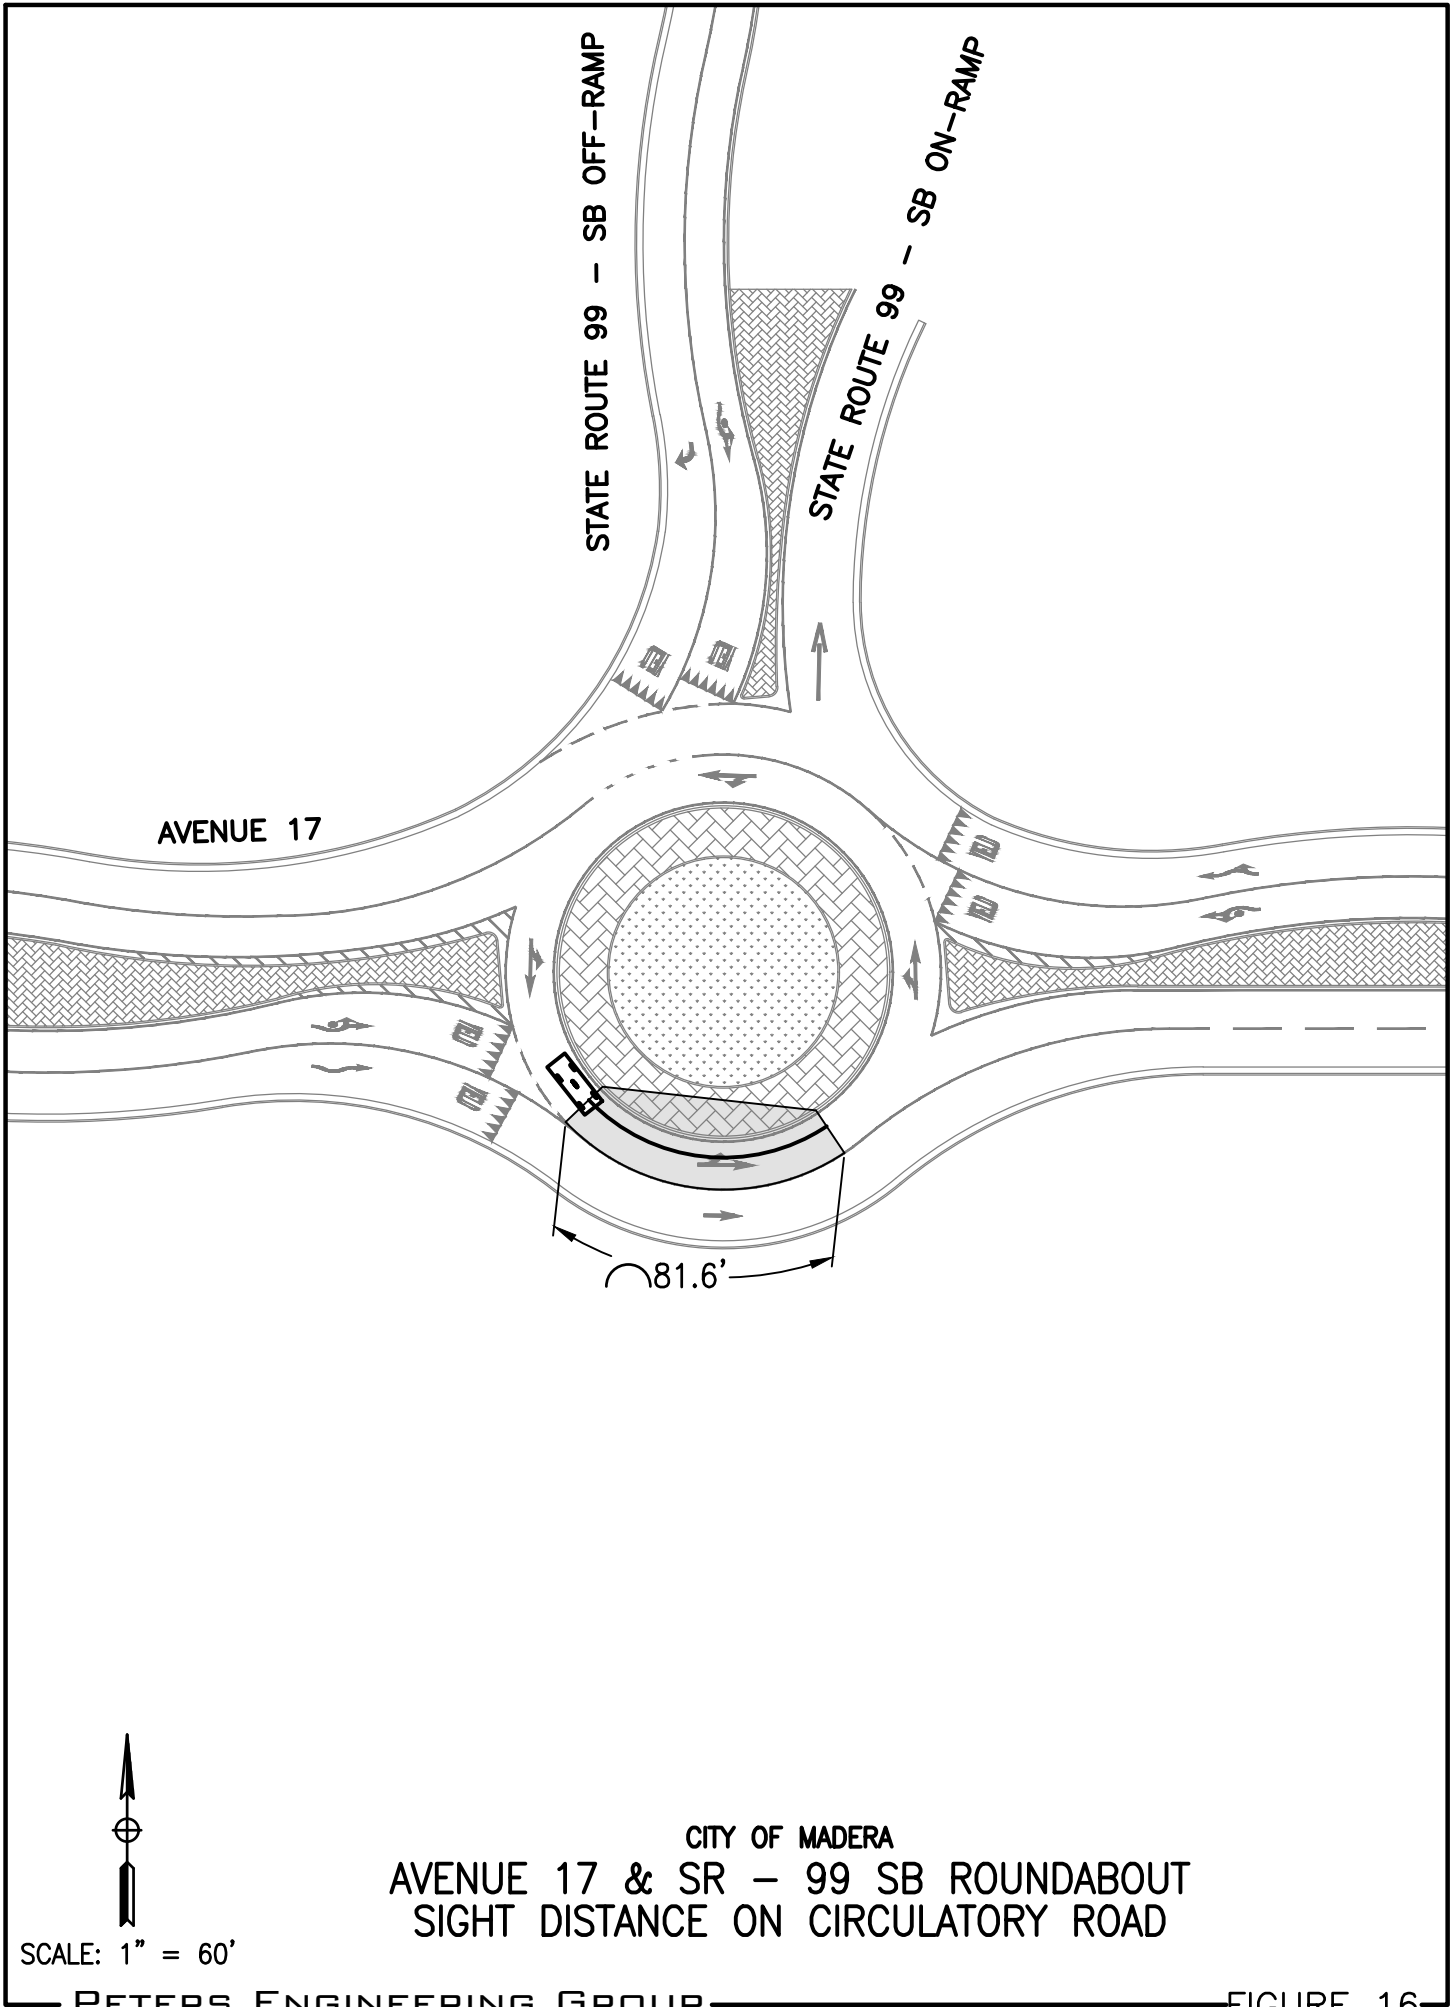 STATE ROUTE 99 - SB OFF-RAMP
STATE ROUTE 99 - SB ON-RAMP
AVENUE 17
YIELD
YIELD
81.6'
CITY OF MADERA
AVENUE 17 & SR - 99 SB ROUNDABOUT
SIGHT DISTANCE ON CIRCULATORY ROAD
SCALE: 1" = 60'
PETERS ENGINEERING GROUP
FIGURE 16